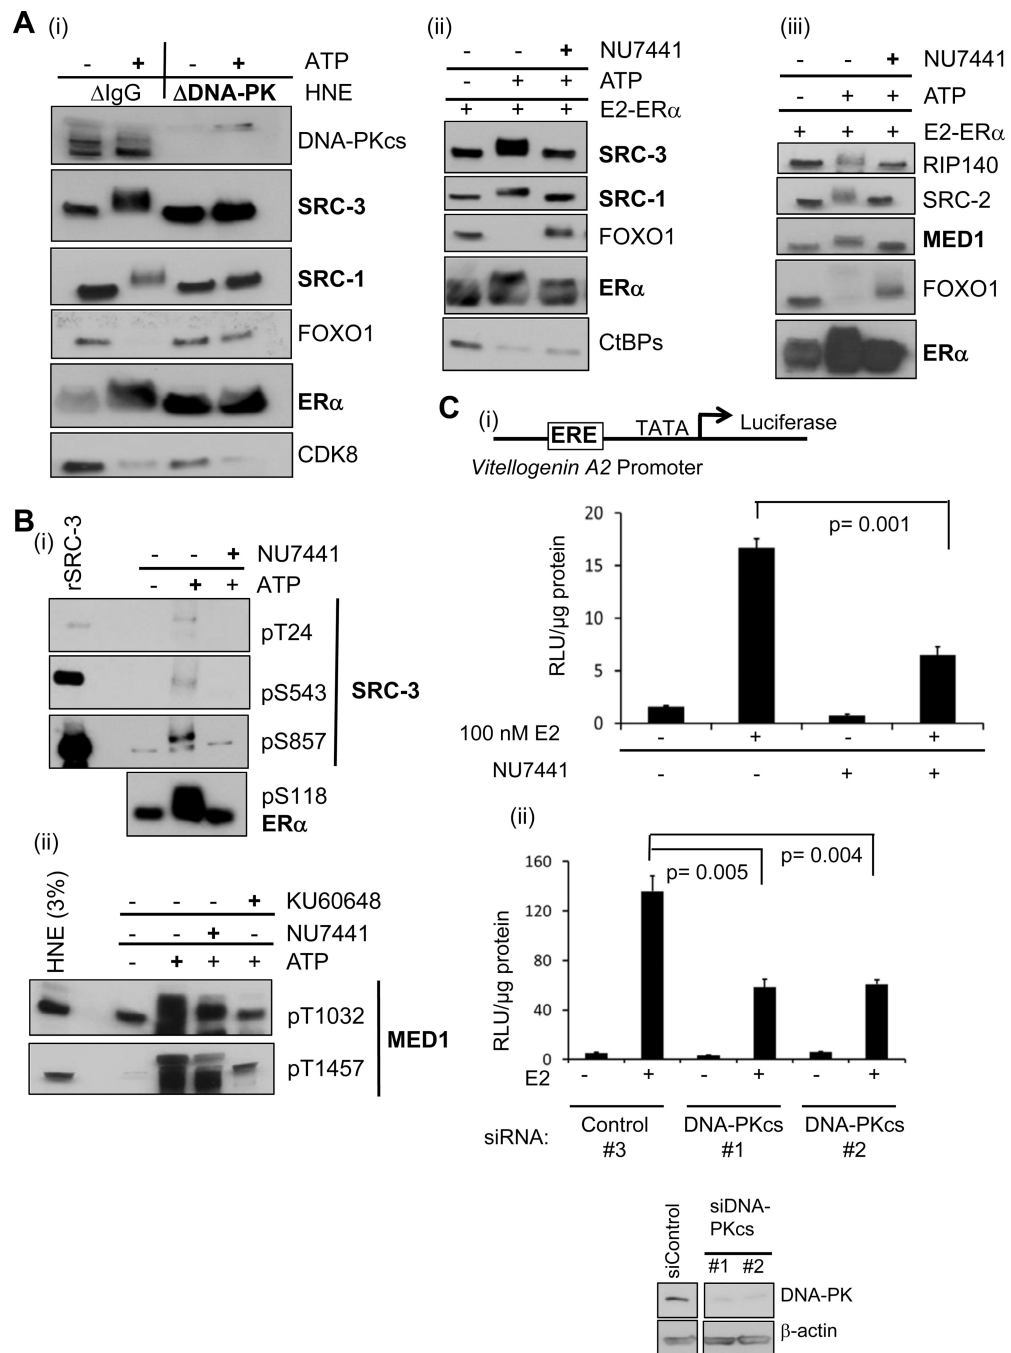 A
(i)
- + - + ATP
ΔIgG ΔDNA-PK HNE
DNA-PKcs
SRC-3
SRC-1
FOXO1
ERα
CDK8
(ii)
- - + NU7441
- + + ATP
+ + + E2-ERα
SRC-3
SRC-1
FOXO1
ERα
CtBPs
(iii)
- - + NU7441
- + + ATP
+ + + E2-ERα
RIP140
SRC-2
MED1
FOXO1
ERα
B
(i)
rSRC-3
- - + NU7441
- + + ATP
pT24
pS543
pS857
SRC-3
pS118
ERα
(ii)
HNE (3%)
- - - + KU60648
- - + - NU7441
- + + + ATP
pT1032
pT1457
MED1
C
(i)
ERE TATA Luciferase
Vitellogenin A2 Promoter
RLU/µg protein
20
15
10
5
0
p= 0.001
100 nM E2 - + - +
NU7441 - - + +
(ii)
RLU/µg protein
160
120
80
40
0
p= 0.005
p= 0.004
E2 - + - + - +
siRNA: Control DNA-PKcs DNA-PKcs
#3 #1 #2
siControl
siDNA-
PKcs
#1 #2
DNA-PK
β-actin